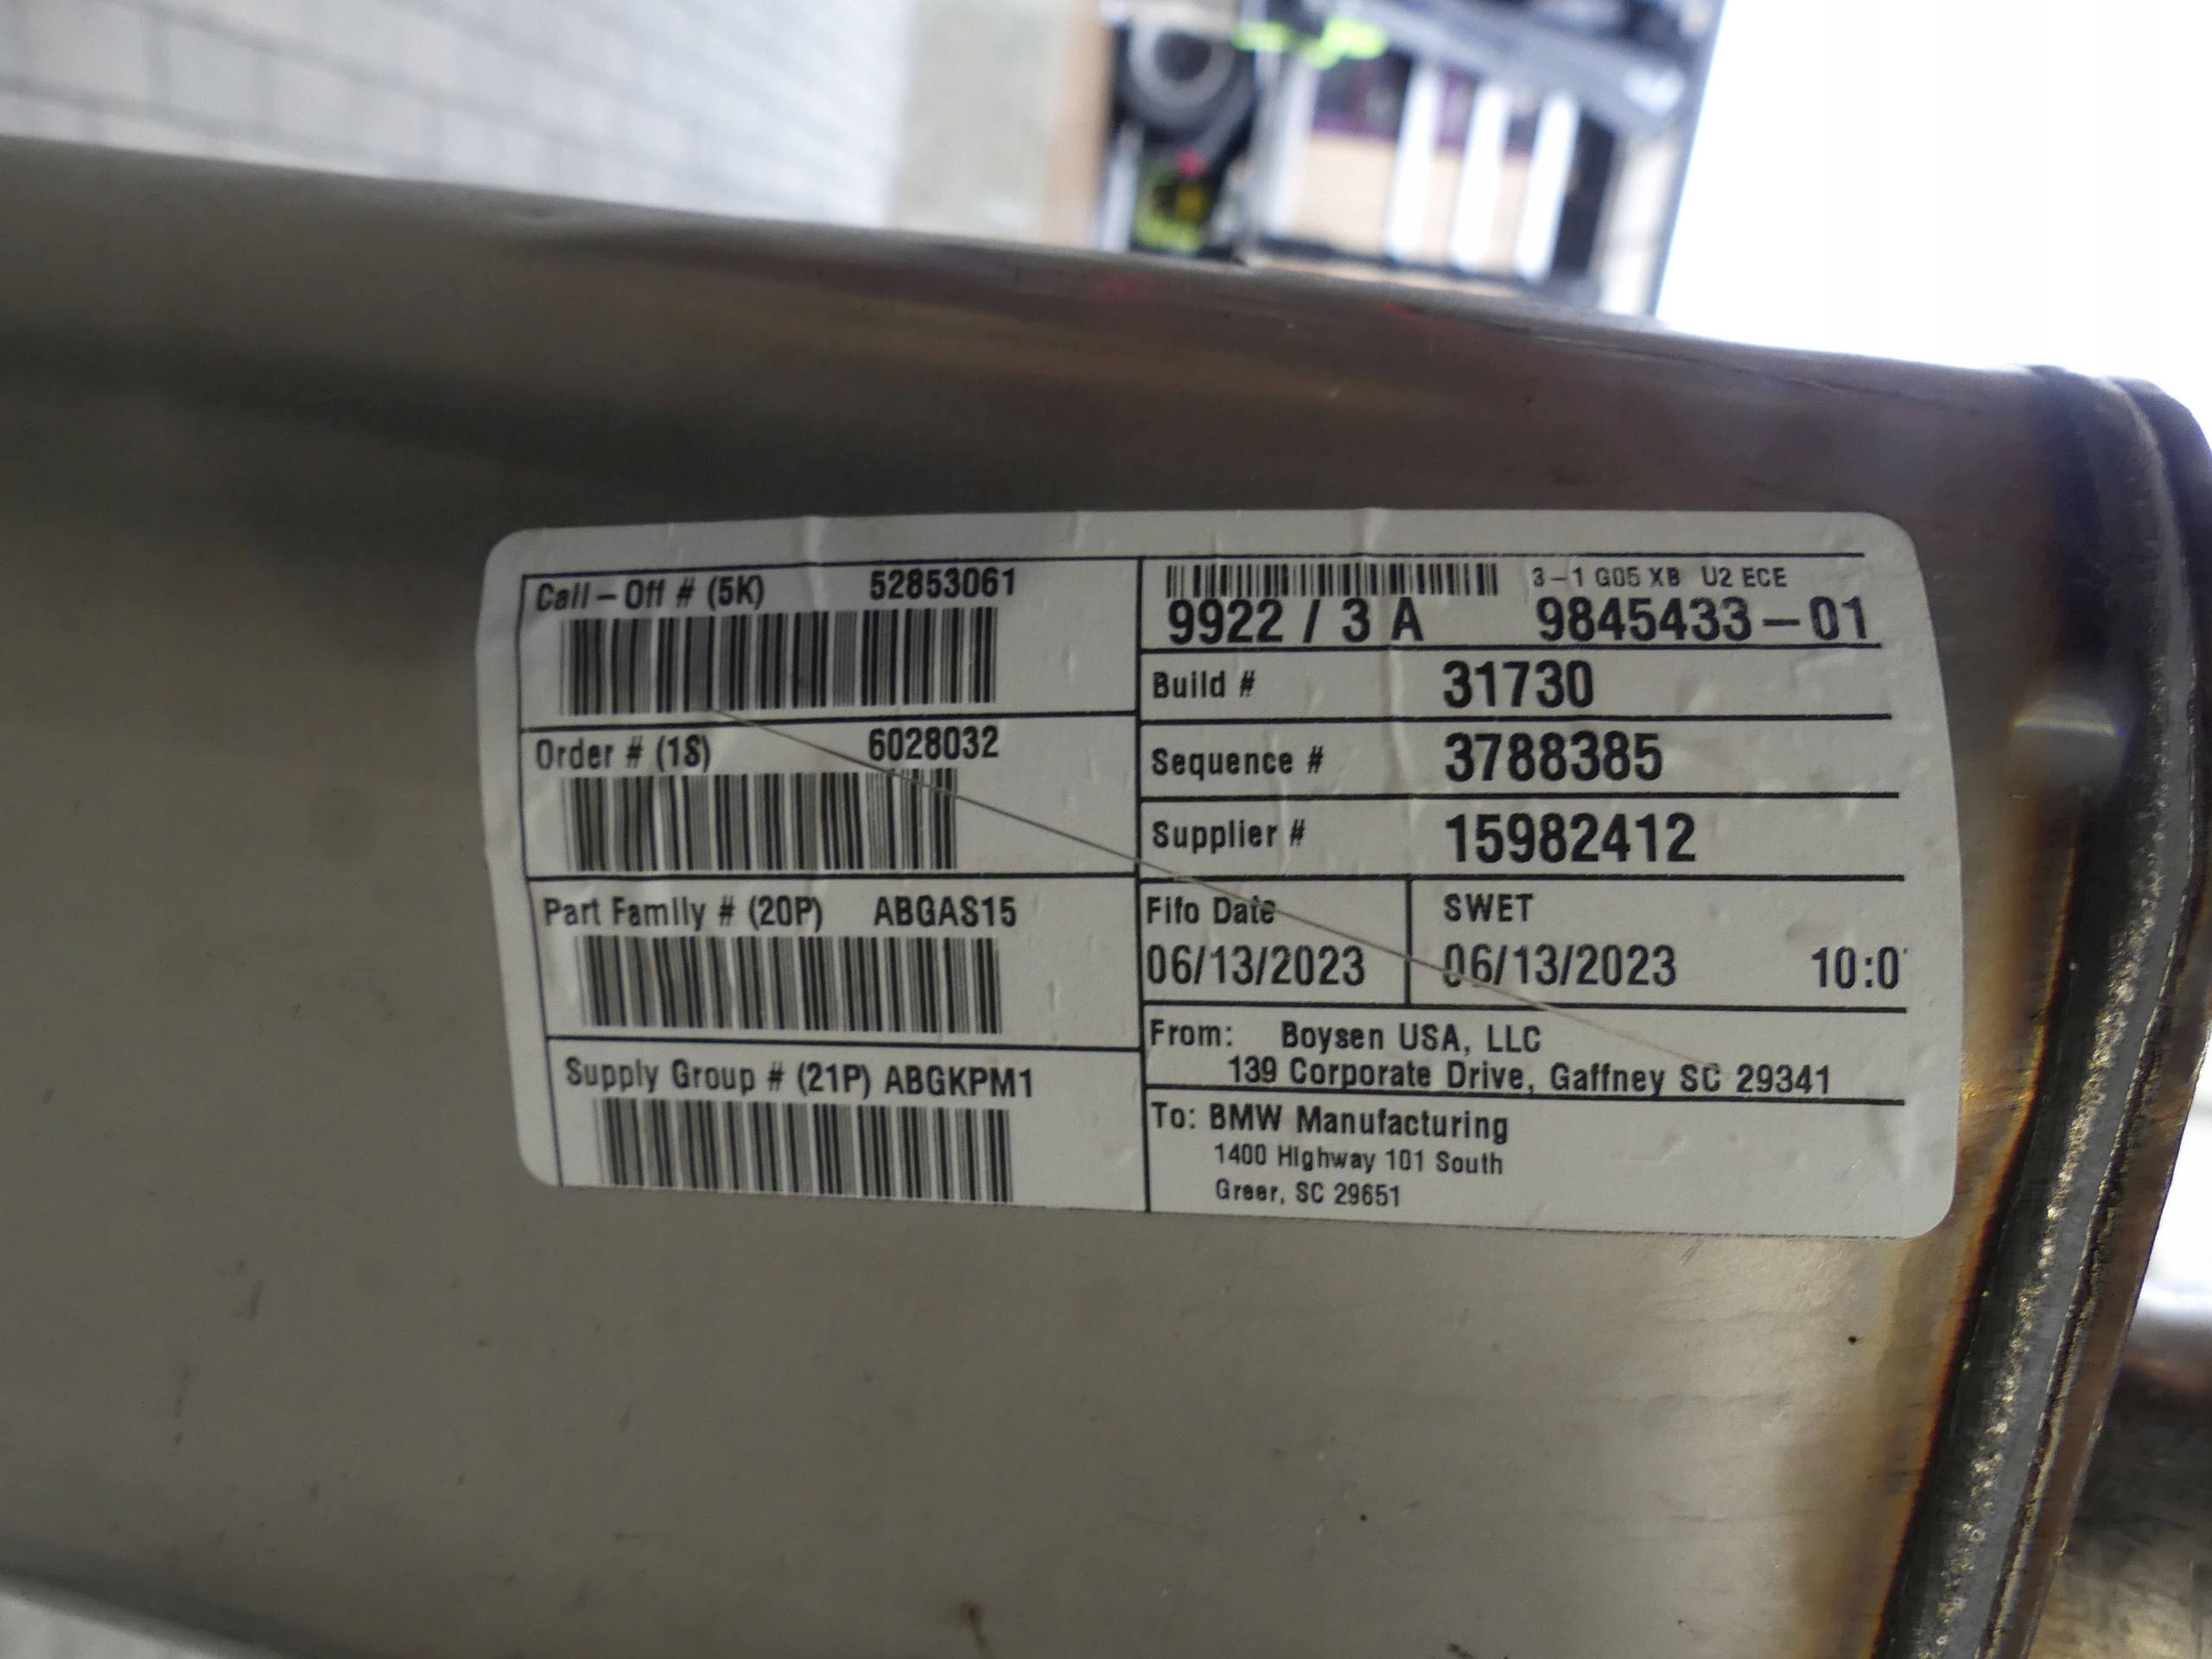 Call-Off # (5K) 52853061
Order # (1S) 6028032
Part Family # (20P) ABGAS15
Supply Group # (21P) ABGKPM1
3-1 G05 XB U2 ECE
9922 / 3 A 9845433-01
Build # 31730
Sequence # 3788385
Supplier # 15982412
Fifo Date SWET
06/13/2023 06/13/2023 10:0
From: Boysen USA, LLC
139 Corporate Drive, Gaffney SC 29341
To: BMW Manufacturing
1400 Highway 101 South
Greer, SC 29651